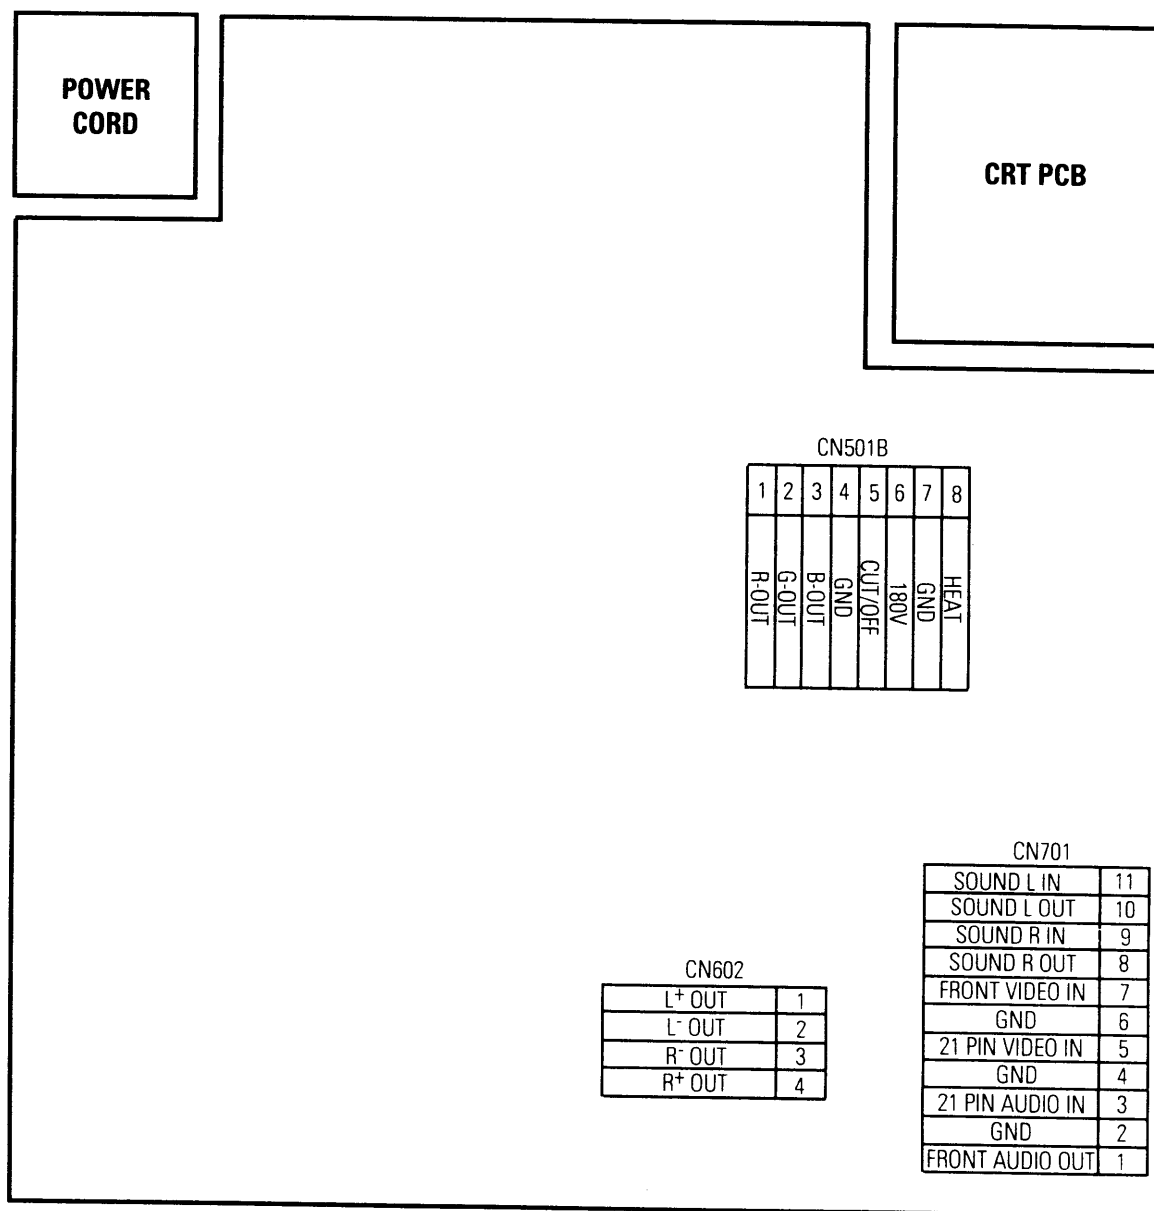 POWER
CORD
CRT PCB
CN501B
1 2 3 4 5 6 7 8
R-OUT G-OUT B-OUT GND CUT/OFF 180V GND HEAT
CN701
SOUND L IN 11
SOUND L OUT 10
SOUND R IN 9
SOUND R OUT 8
FRONT VIDEO IN 7
GND 6
21 PIN VIDEO IN 5
GND 4
21 PIN AUDIO IN 3
GND 2
FRONT AUDIO OUT 1
CN602
L+ OUT 1
L- OUT 2
R- OUT 3
R+ OUT 4